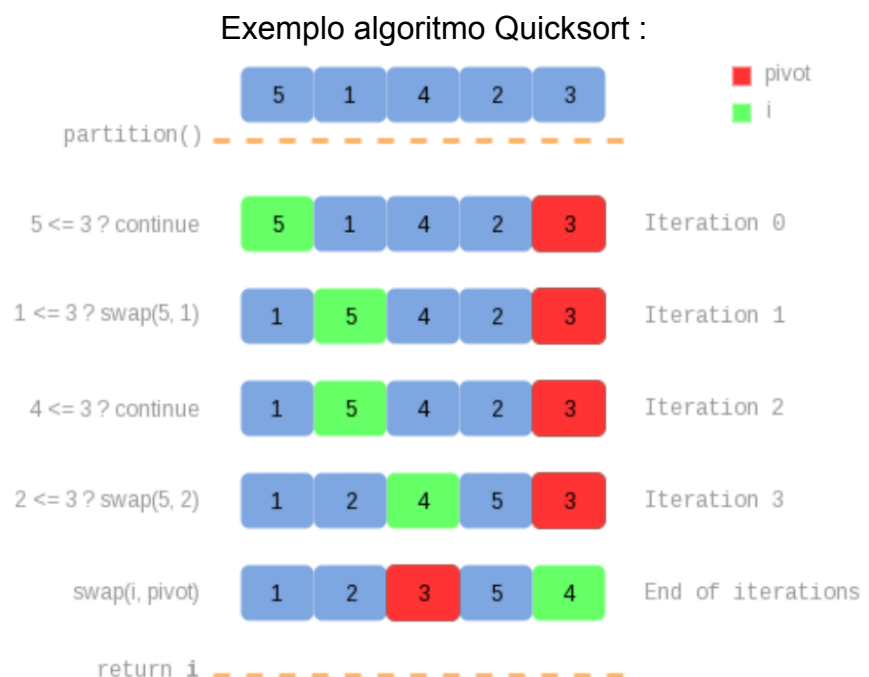 Exemplo algoritmo Quicksort :
5 1 4 2 3
pivot
i
partition()
5 <= 3 ? continue 5 1 4 2 3 Iteration 0
1 <= 3 ? swap(5, 1) 1 5 4 2 3 Iteration 1
4 <= 3 ? continue 1 5 4 2 3 Iteration 2
2 <= 3 ? swap(5, 2) 1 2 4 5 3 Iteration 3
swap(i, pivot) 1 2 3 5 4 End of iterations
return i